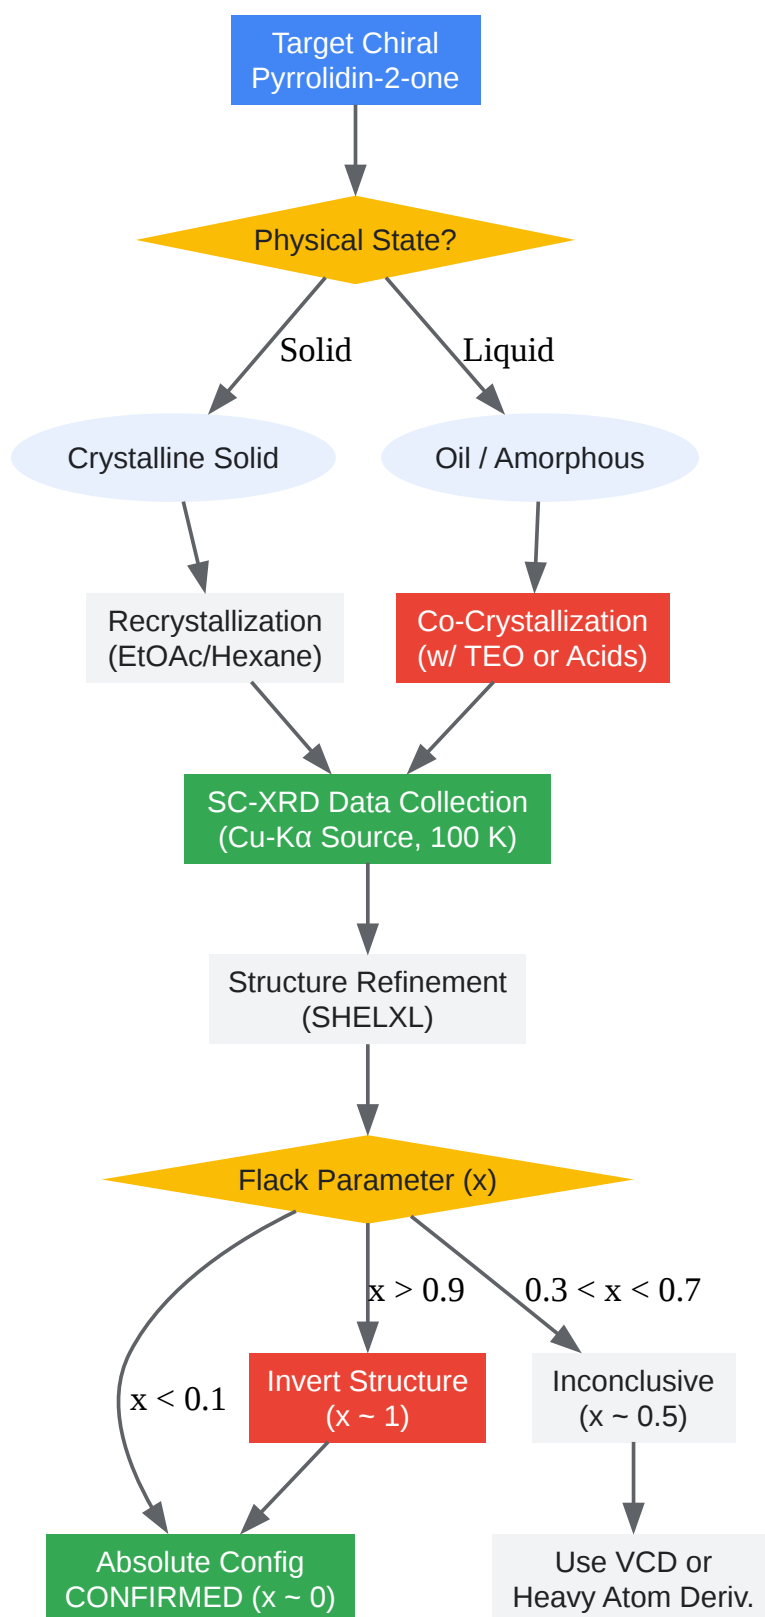 Target Chiral
Pyrrolidin-2-one
Physical State?
Solid
Liquid
Crystalline Solid
Oil / Amorphous
Recrystallization
(EtOAc/Hexane)
Co-Crystallization
(w/ TEO or Acids)
SC-XRD Data Collection
(Cu-Kα Source, 100 K)
Structure Refinement
(SHELXL)
Flack Parameter (x)
x > 0.9
0.3 < x < 0.7
x < 0.1
Invert Structure
(x ~ 1)
Inconclusive
(x ~ 0.5)
Absolute Config
CONFIRMED (x ~ 0)
Use VCD or
Heavy Atom Deriv.